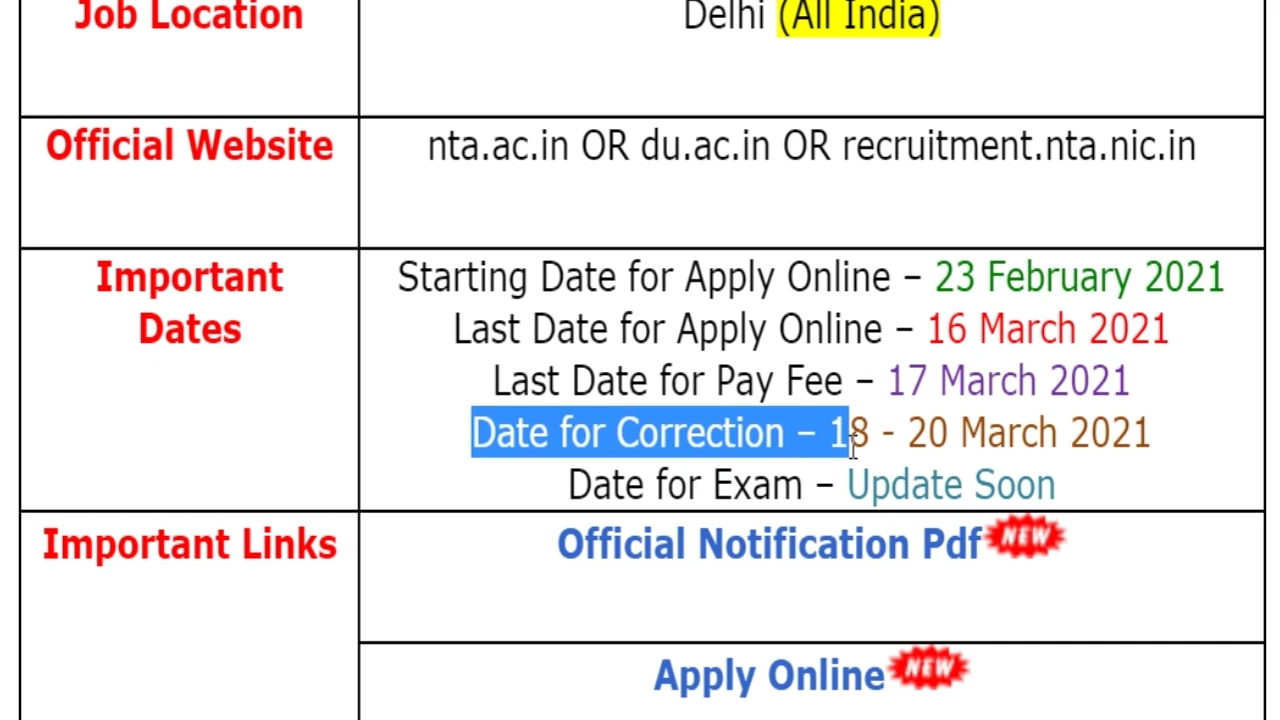 Job Location
Delhi (All India)
Official Website
nta.ac.in OR du.ac.in OR recruitment.nta.nic.in
Important
Dates
Starting Date for Apply Online – 23 February 2021
Last Date for Apply Online – 16 March 2021
Last Date for Pay Fee – 17 March 2021
Date for Correction – 18 - 20 March 2021
Date for Exam – Update Soon
Important Links
Official Notification Pdf NEW
Apply Online NEW